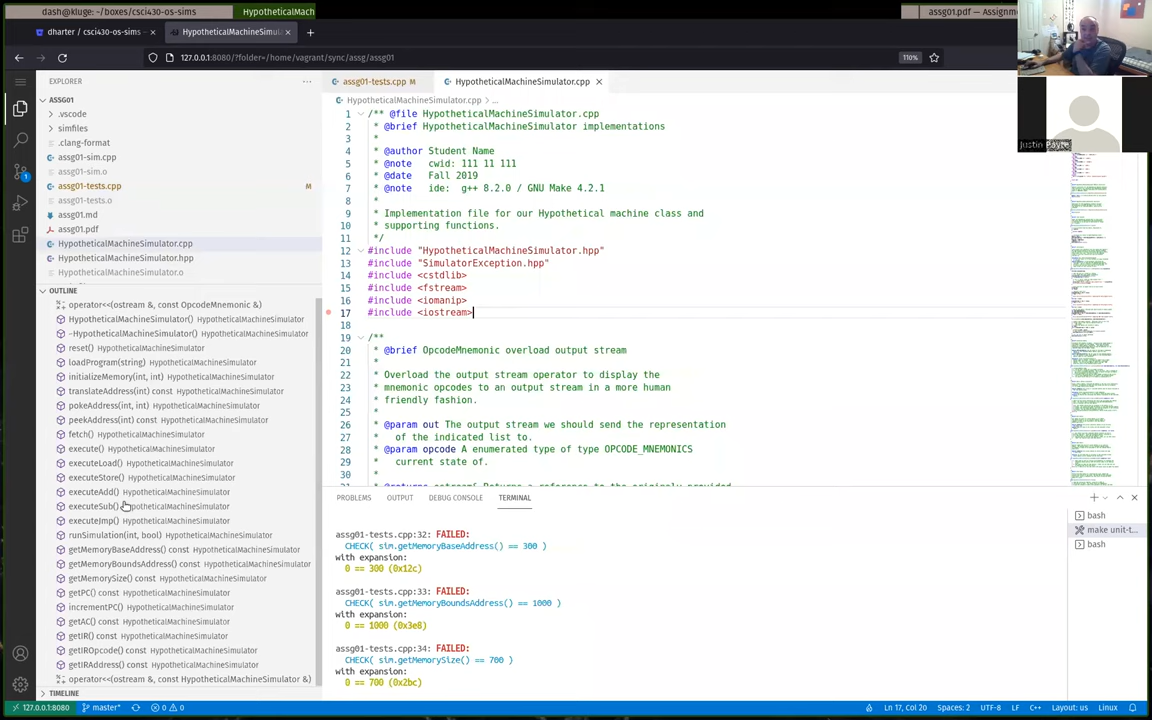 dash@kluge: ~/boxes/csci430-os-sims
HypotheticalMach
assg01.pdf — Assignme
dharter / csci430-os-sims —
HypotheticalMachineSimul
127.0.0.1:8080/?folder=/home/vagrant/sync/assg/assg01
110%
EXPLORER
ASSG01
.vscode
simfiles
.clang-format
assg01-sim.cpp
assg01-sim.o
assg01-tests.cpp M
assg01-tests.o
assg01.md
assg01.pdf
HypotheticalMachineSimulator.cpp
HypotheticalMachineSimulator.hpp
HypotheticalMachineSimulator.o
OUTLINE
operator<<(ostream &, const OpcodeMnemonic &)
HypotheticalMachineSimulator() HypotheticalMachineSimulator
~HypotheticalMachineSimulator() HypotheticalMachineSimulator
reset() HypotheticalMachineSimulator
loadProgram(string) HypotheticalMachineSimulator
initializeMemory(int, int) HypotheticalMachineSimulator
translateAddress(int) const HypotheticalMachineSimulator
pokeAddress(int, int) HypotheticalMachineSimulator
peekAddress(int) const HypotheticalMachineSimulator
fetch() HypotheticalMachineSimulator
execute() HypotheticalMachineSimulator
executeLoad() HypotheticalMachineSimulator
executeStore() HypotheticalMachineSimulator
executeAdd() HypotheticalMachineSimulator
executeSub() HypotheticalMachineSimulator
executeJmp() HypotheticalMachineSimulator
runSimulation(int, bool) HypotheticalMachineSimulator
getMemoryBaseAddress() const HypotheticalMachineSimulator
getMemoryBoundsAddress() const HypotheticalMachineSimulator
getMemorySize() const HypotheticalMachineSimulator
getPC() const HypotheticalMachineSimulator
incrementPC() HypotheticalMachineSimulator
getAC() const HypotheticalMachineSimulator
getIR() const HypotheticalMachineSimulator
getIROpcode() const HypotheticalMachineSimulator
getIRAddress() const HypotheticalMachineSimulator
operator<<(ostream &, const HypotheticalMachineSimulator &)
TIMELINE
assg01-tests.cpp M
HypotheticalMachineSimulator.cpp
HypotheticalMachineSimulator.cpp > ...
1 /** @file HypotheticalMachineSimulator.cpp
2 * @brief HypotheticalMachineSimulator implementations
3 *
4 * @author Student Name
5 * @note cwid: 111 11 111
6 * @date Fall 2019
7 * @note ide: g++ 8.2.0 / GNU Make 4.2.1
8 *
9 * Implementation file for our Hypothetical machine class and
10 * supporting functions.
11 */
12 #include "HypotheticalMachineSimulator.hpp"
13 #include "SimulatorException.hpp"
14 #include <cstdlib>
15 #include <fstream>
16 #include <iomanip>
17 #include <iostream>
18
19 /**
20 * @brief OpcodeMnemonic overload output stream
21 *
22 * Overload the output stream operator to display the
23 * mnemonic opcodes to an output stream in a more human
24 * friendly fashion.
25 *
26 * @param out The output stream we should send the representation
27 * of the indicated list to.
28 * @param opcode A enumerated type of type OPCODE_MNEMONICS
29 * current state of.
30 *
Justin Payte
PROBLEMS OUTPUT DEBUG CONSOLE TERMINAL
assg01-tests.cpp:32: FAILED:
CHECK( sim.getMemoryBaseAddress() == 300 )
with expansion:
0 == 300 (0x12c)
assg01-tests.cpp:33: FAILED:
CHECK( sim.getMemoryBoundsAddress() == 1000 )
with expansion:
0 == 1000 (0x3e8)
assg01-tests.cpp:34: FAILED:
CHECK( sim.getMemorySize() == 700 )
with expansion:
0 == 700 (0x2bc)
bash
make unit-t...
bash
127.0.0.1:8080 master* 0 0 Ln 17, Col 20 Spaces: 2 UTF-8 LF C++ Layout: us Linux